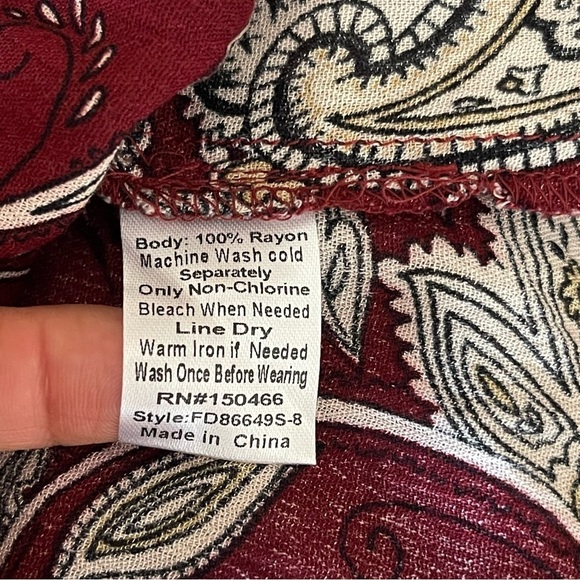 Body: 100% Rayon
Machine Wash cold
Separately
Only Non-Chlorine
Bleach When Needed
Line Dry
Warm Iron if Needed
Wash Once Before Wearing
RN#150466
Style:FD86649S-8
Made in China